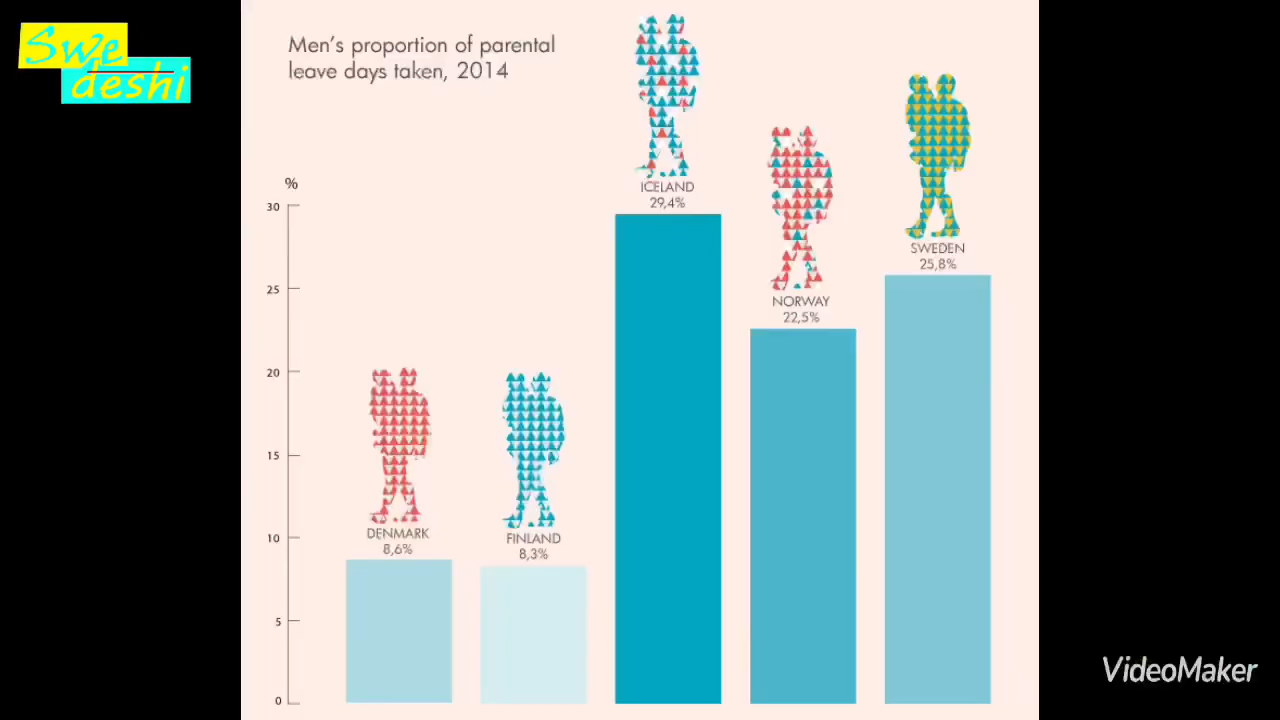 Swe
deshi
Men's proportion of parental
leave days taken, 2014
%
30
25
20
15
10
5
0
DENMARK
8,6%
FINLAND
8,3%
ICELAND
29,4%
NORWAY
22,5%
SWEDEN
25,8%
VideoMaker